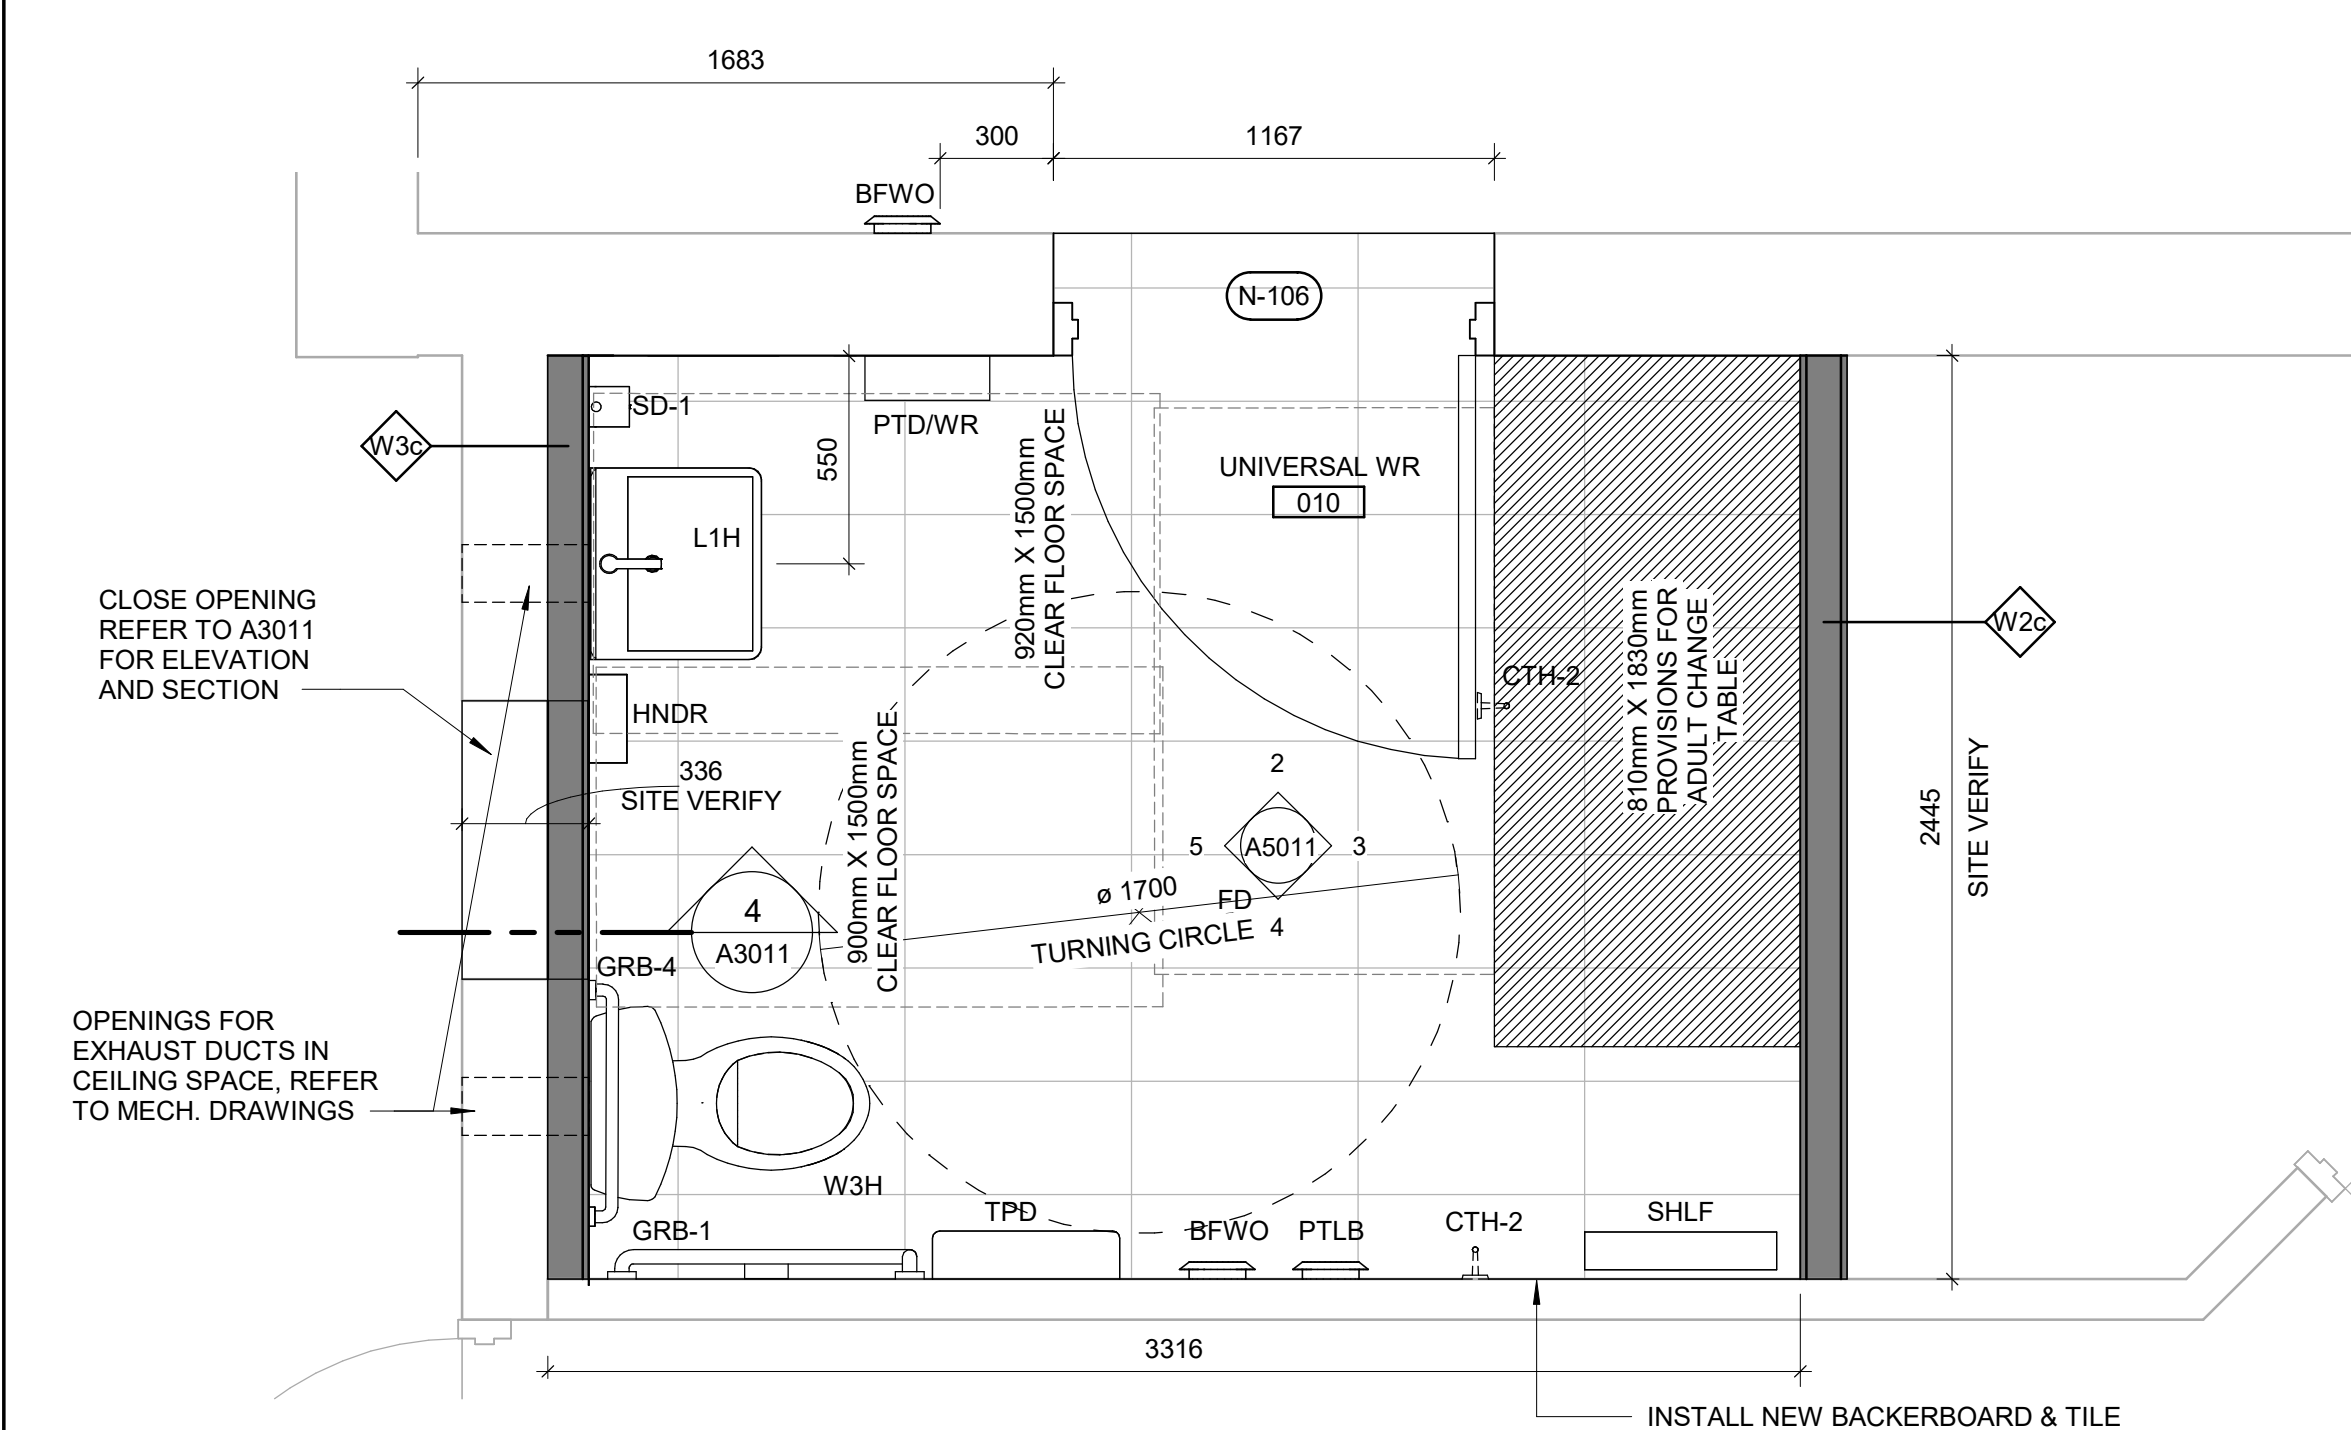 1683
300
1167
BFWO
N-106
SD-1
PTD/WR
W3c
550
920mm X 1500mm
CLEAR FLOOR SPACE
UNIVERSAL WR
010
L1H
CLOSE OPENING
REFER TO A3011
FOR ELEVATION
AND SECTION
HNDR
336
SITE VERIFY
900mm X 1500mm
CLEAR FLOOR SPACE
CTH-2
810mm X 1830mm
PROVISIONS FOR
ADULT CHANGE
TABLE
W2c
2445
SITE VERIFY
2
5
A5011
3
4
FD
ø 1700
TURNING CIRCLE
4
A3011
GRB-4
OPENINGS FOR
EXHAUST DUCTS IN
CEILING SPACE, REFER
TO MECH. DRAWINGS
W3H
GRB-1
TPD
BFWO
PTLB
CTH-2
SHLF
3316
INSTALL NEW BACKERBOARD & TILE